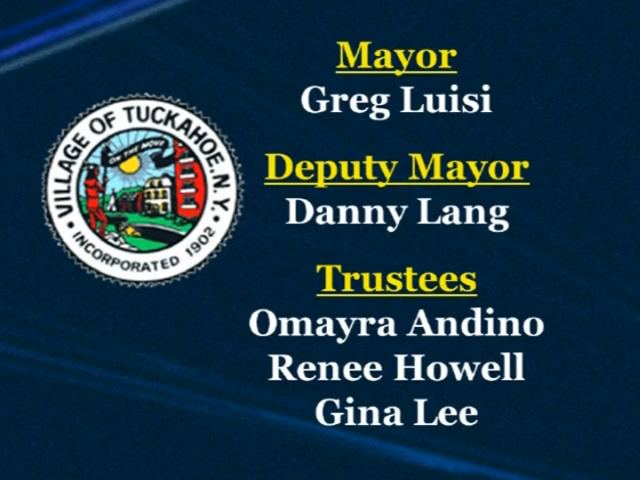 VILLAGE OF TUCKAHOE. N.Y.
ON THE MOVE
INCORPORATED 1902
Mayor
Greg Luisi
Deputy Mayor
Danny Lang
Trustees
Omayra Andino
Renee Howell
Gina Lee